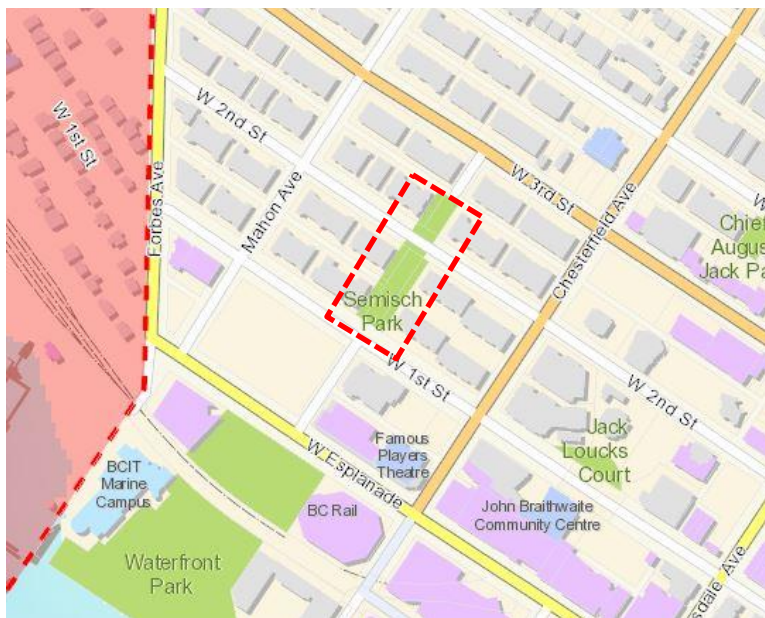 W 1st St
W 2nd St
Forbes Ave
Mahon Ave
W 3rd St
Chesterfield Ave
Chief
August
Jack Pa
Semisch
Park
W 1st St
W 2nd St
Jack
Loucks
Court
Famous
Players
Theatre
W Esplanade
BCIT
Marine
Campus
BC Rail
John Braithwaite
Community Centre
Waterfront
Park
sdale Ave